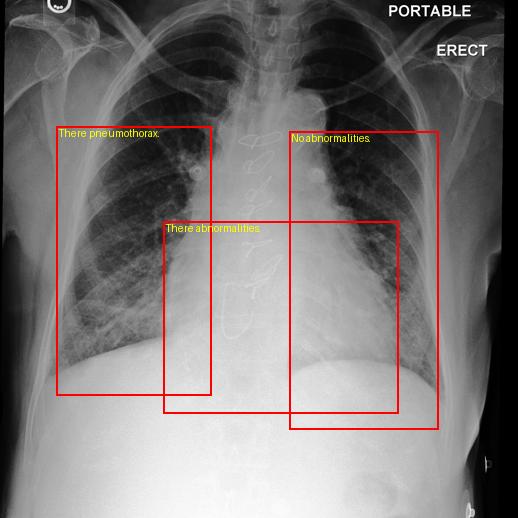 PORTABLE
ERECT
There pneumothorax.
No abnormalities.
There abnormalities.